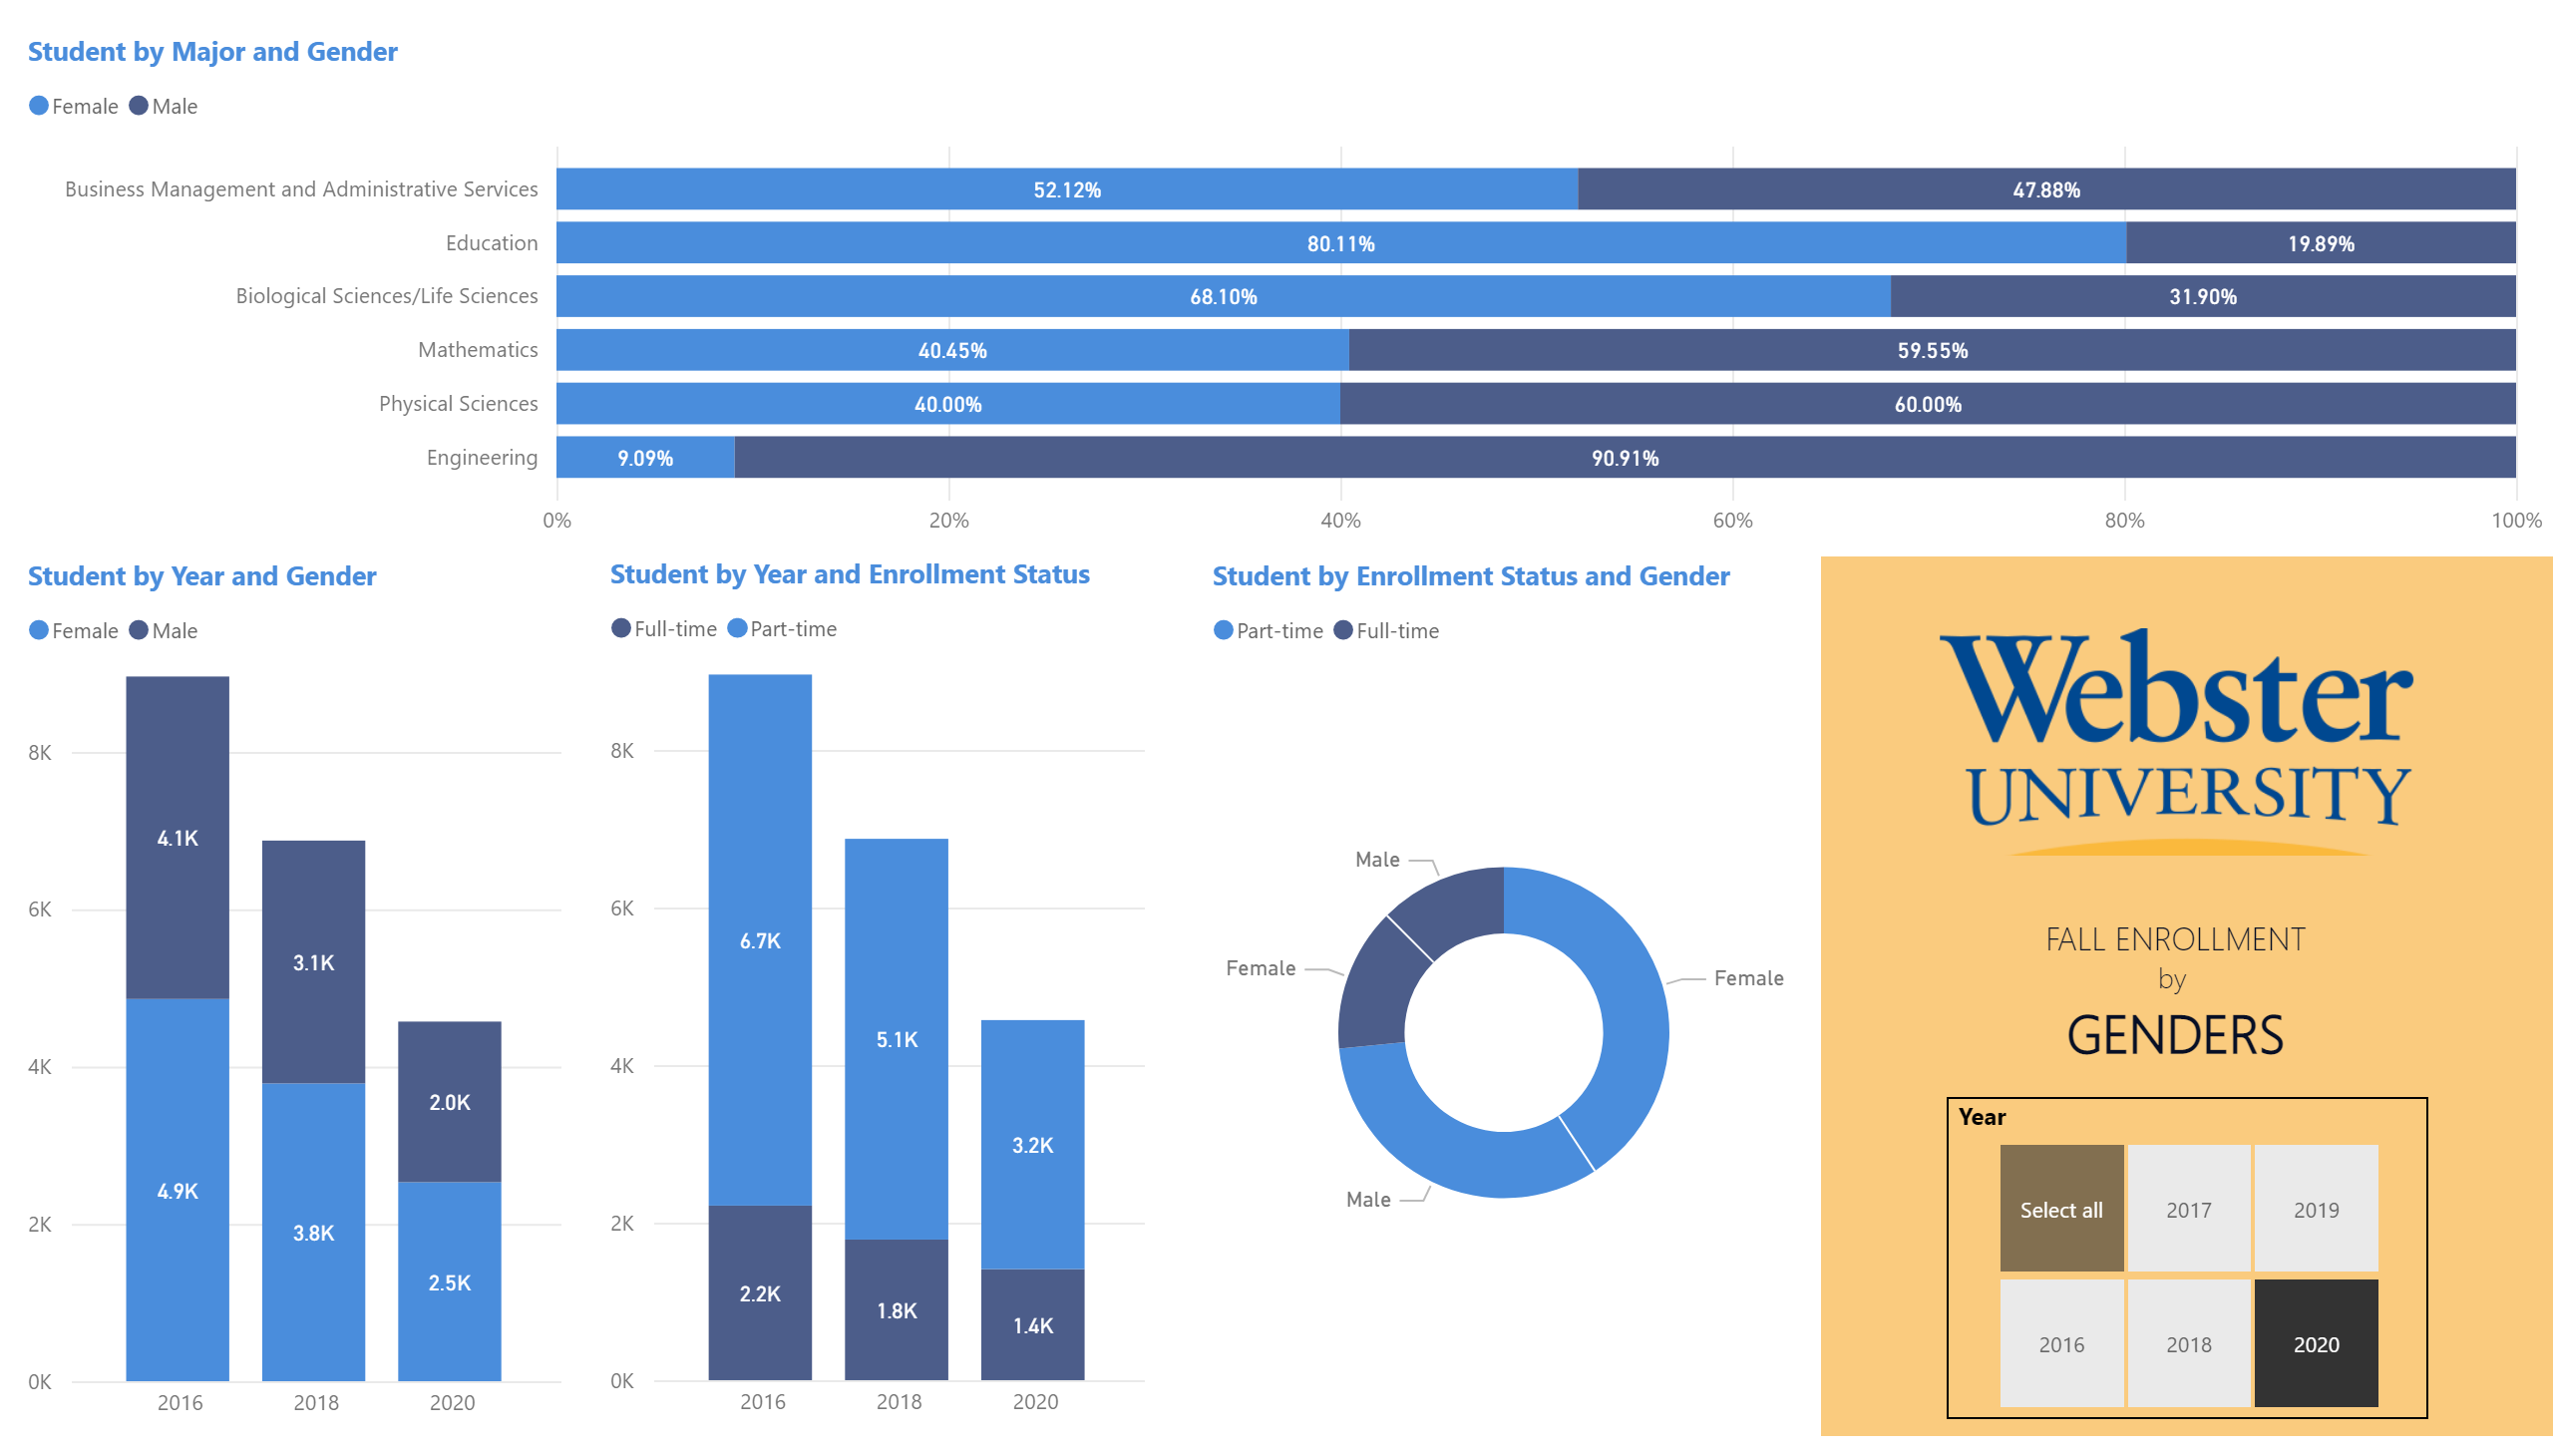 Student by Major and Gender
Female Male
Business Management and Administrative Services 52.12% 47.88%
Education 80.11% 19.89%
Biological Sciences/Life Sciences 68.10% 31.90%
Mathematics 40.45% 59.55%
Physical Sciences 40.00% 60.00%
Engineering 9.09% 90.91%
0% 20% 40% 60% 80% 100%
Student by Year and Gender
Female Male
8K
6K
4K
2K
0K
4.1K
4.9K
3.1K
3.8K
2.0K
2.5K
2016 2018 2020
Student by Year and Enrollment Status
Full-time Part-time
8K
6K
4K
2K
0K
6.7K
2.2K
5.1K
1.8K
3.2K
1.4K
2016 2018 2020
Student by Enrollment Status and Gender
Part-time Full-time
Male
Female
Female
Male
Webster
UNIVERSITY
FALL ENROLLMENT
by
GENDERS
Year
Select all 2017 2019
2016 2018 2020